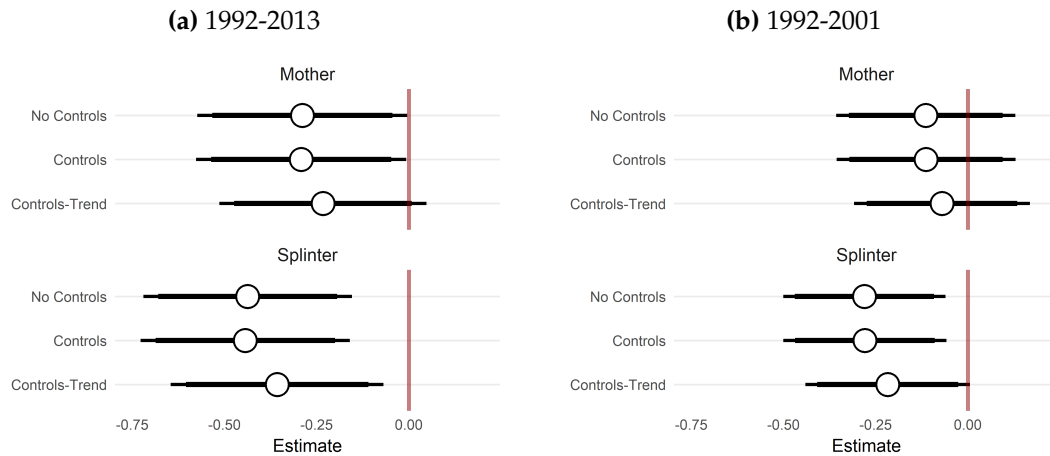 (a) 1992-2013
Mother
No Controls
Controls
Controls-Trend
Splinter
No Controls
Controls
Controls-Trend
-0.75 -0.50 -0.25 0.00
Estimate
(b) 1992-2001
Mother
No Controls
Controls
Controls-Trend
Splinter
No Controls
Controls
Controls-Trend
-0.75 -0.50 -0.25 0.00
Estimate